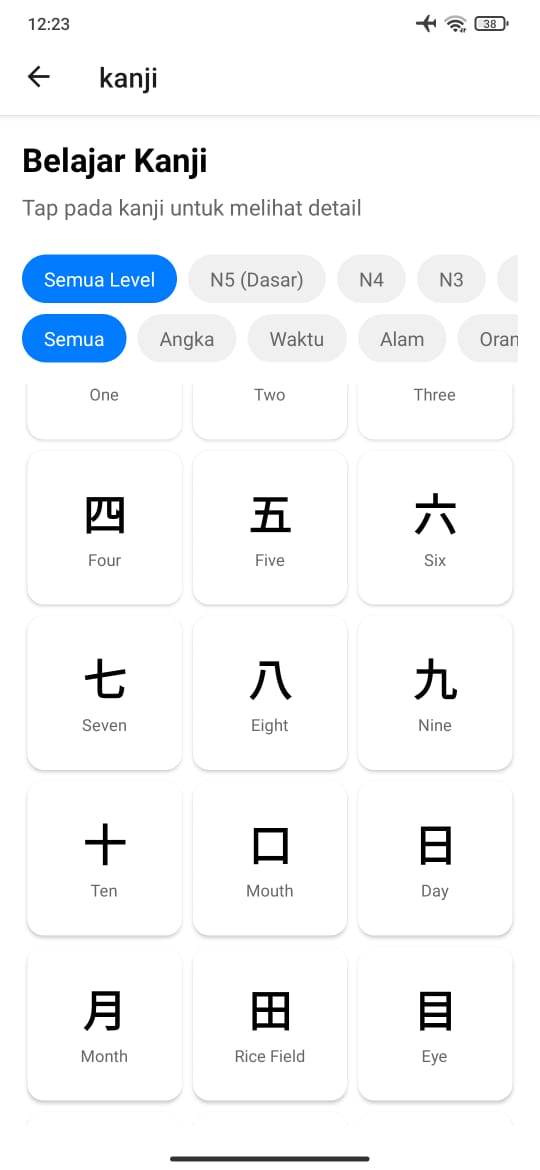 12:23
38
kanji
Belajar Kanji
Tap pada kanji untuk melihat detail
Semua Level N5 (Dasar) N4 N3
Semua Angka Waktu Alam Oran
One Two Three
四 五 六
Four Five Six
七 八 九
Seven Eight Nine
十 口 日
Ten Mouth Day
月 田 目
Month Rice Field Eye